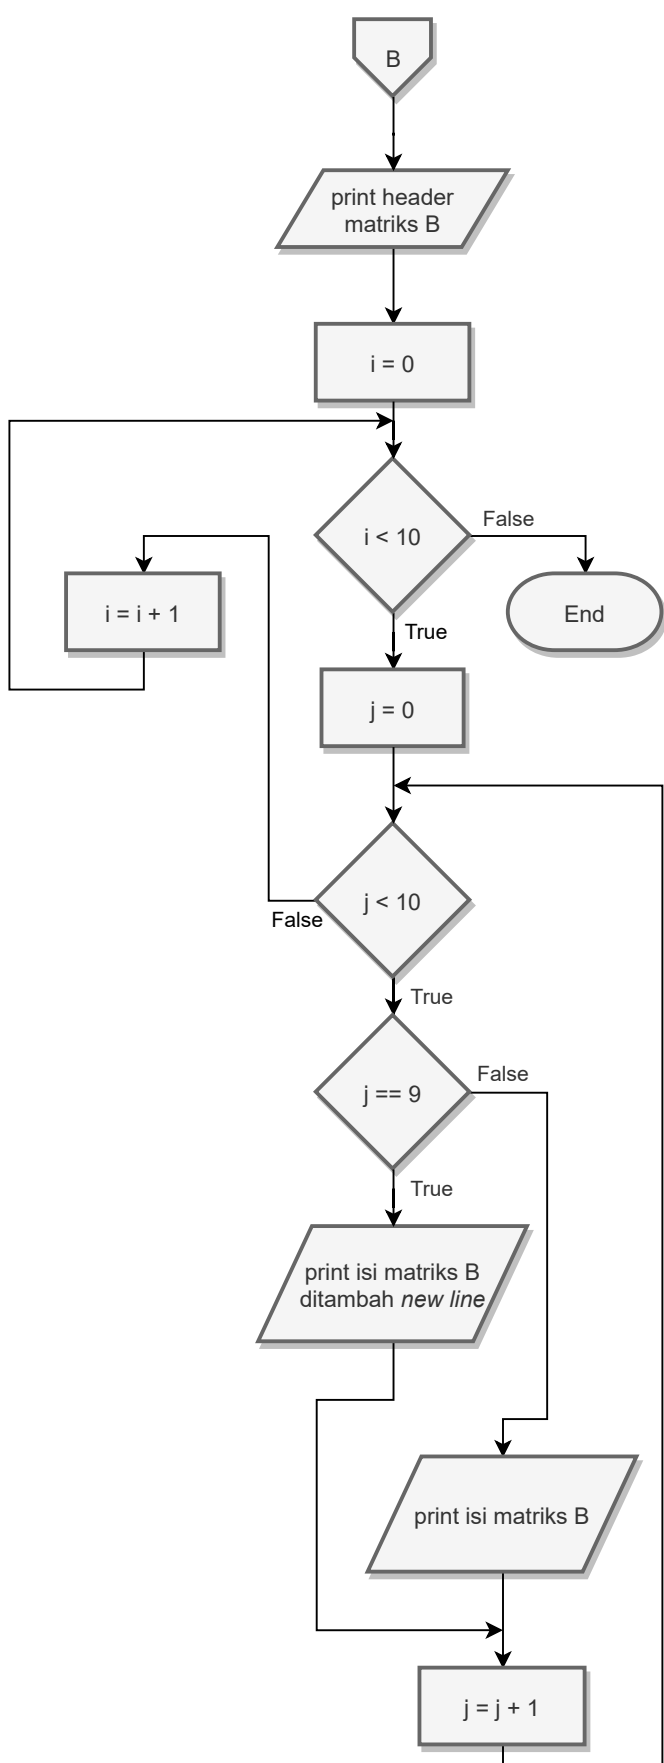 B
print header
matriks B
i = 0
i < 10
False
End
i = i + 1
True
j = 0
j < 10
False
True
j == 9
False
True
print isi matriks B
ditambah new line
print isi matriks B
j = j + 1